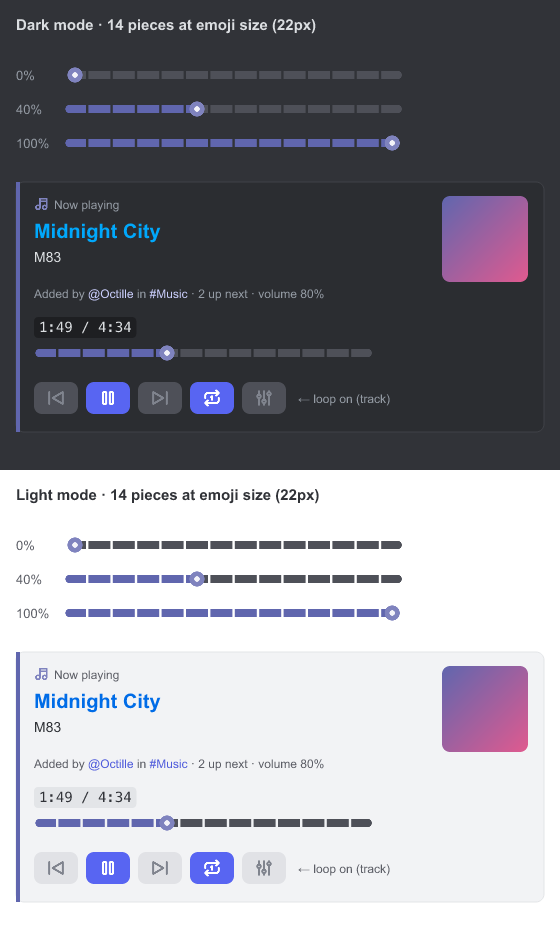 Dark mode · 14 pieces at emoji size (22px)
0%
40%
100%
Now playing
Midnight City
M83
Added by @Octille in #Music · 2 up next · volume 80%
1:49 / 4:34
← loop on (track)
Light mode · 14 pieces at emoji size (22px)
0%
40%
100%
Now playing
Midnight City
M83
Added by @Octille in #Music · 2 up next · volume 80%
1:49 / 4:34
← loop on (track)